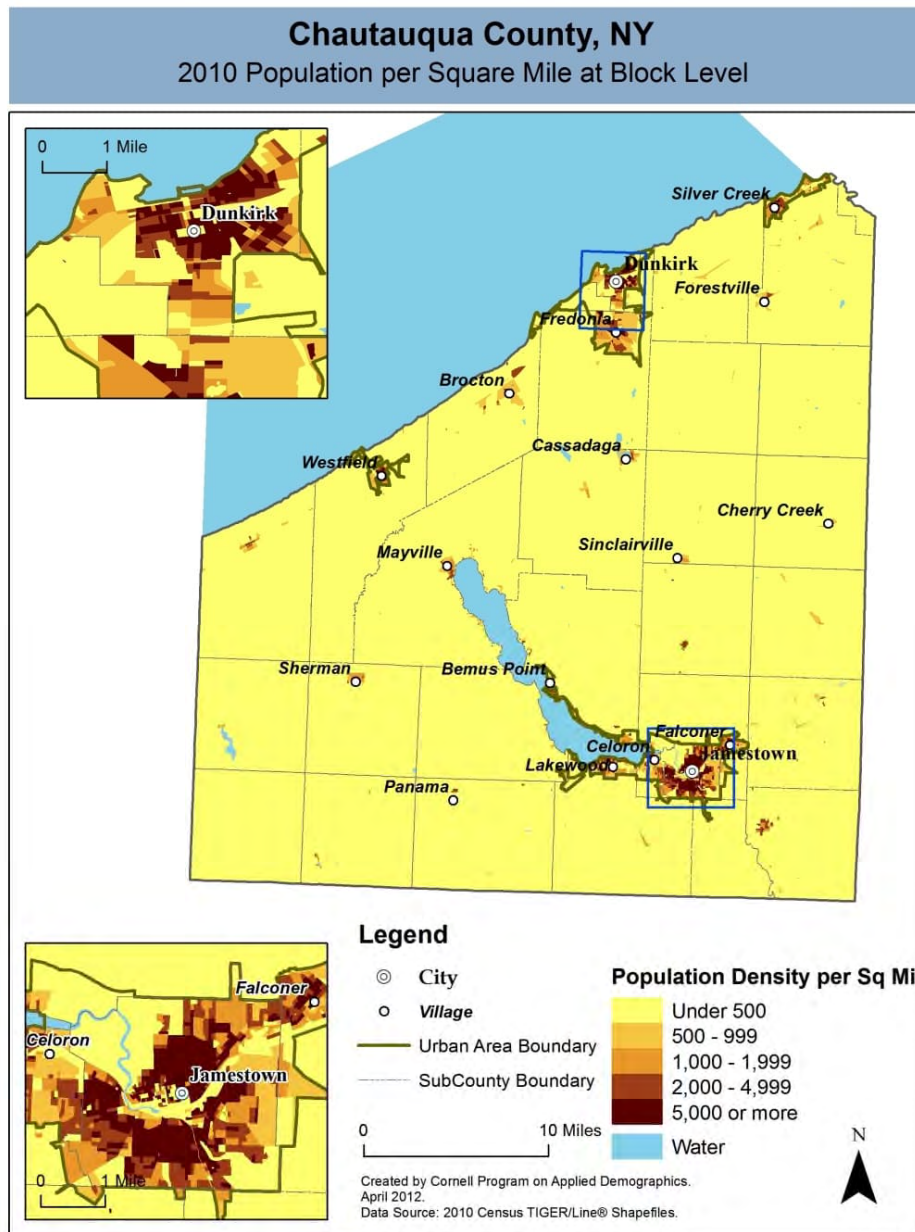 Chautauqua County, NY
2010 Population per Square Mile at Block Level
0 1 Mile
Dunkirk
Silver Creek
Dunkirk
Forestville
Fredonia
Brocton
Cassadaga
Westfield
Cherry Creek
Sinclairville
Mayville
Sherman
Bemus Point
Falconer
Celoron
Jamestown
Lakewood
Panama
Falconer
Celoron
Jamestown
0 1 Mile
Legend
City
Village
Urban Area Boundary
SubCounty Boundary
0 10 Miles
Created by Cornell Program on Applied Demographics.
April 2012.
Data Source: 2010 Census TIGER/Line® Shapefiles.
Population Density per Sq Mi
Under 500
500 - 999
1,000 - 1,999
2,000 - 4,999
5,000 or more
Water
N